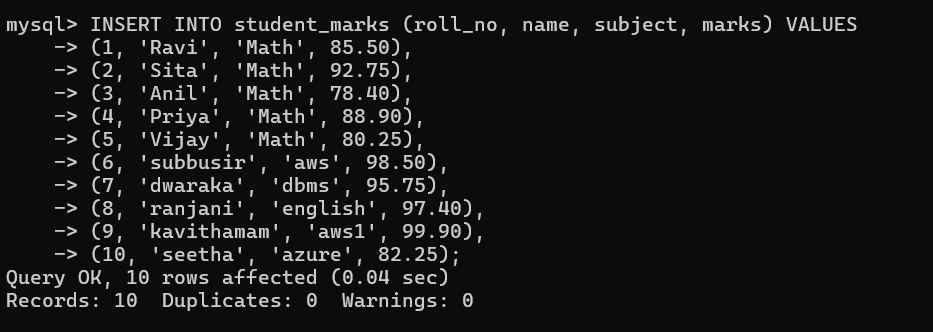 mysql> INSERT INTO student_marks (roll_no, name, subject, marks) VALUES
    -> (1, 'Ravi', 'Math', 85.50),
    -> (2, 'Sita', 'Math', 92.75),
    -> (3, 'Anil', 'Math', 78.40),
    -> (4, 'Priya', 'Math', 88.90),
    -> (5, 'Vijay', 'Math', 80.25),
    -> (6, 'subbusir', 'aws', 98.50),
    -> (7, 'dwaraka', 'dbms', 95.75),
    -> (8, 'ranjani', 'english', 97.40),
    -> (9, 'kavithamam', 'aws1', 99.90),
    -> (10, 'seetha', 'azure', 82.25);
Query OK, 10 rows affected (0.04 sec)
Records: 10  Duplicates: 0  Warnings: 0